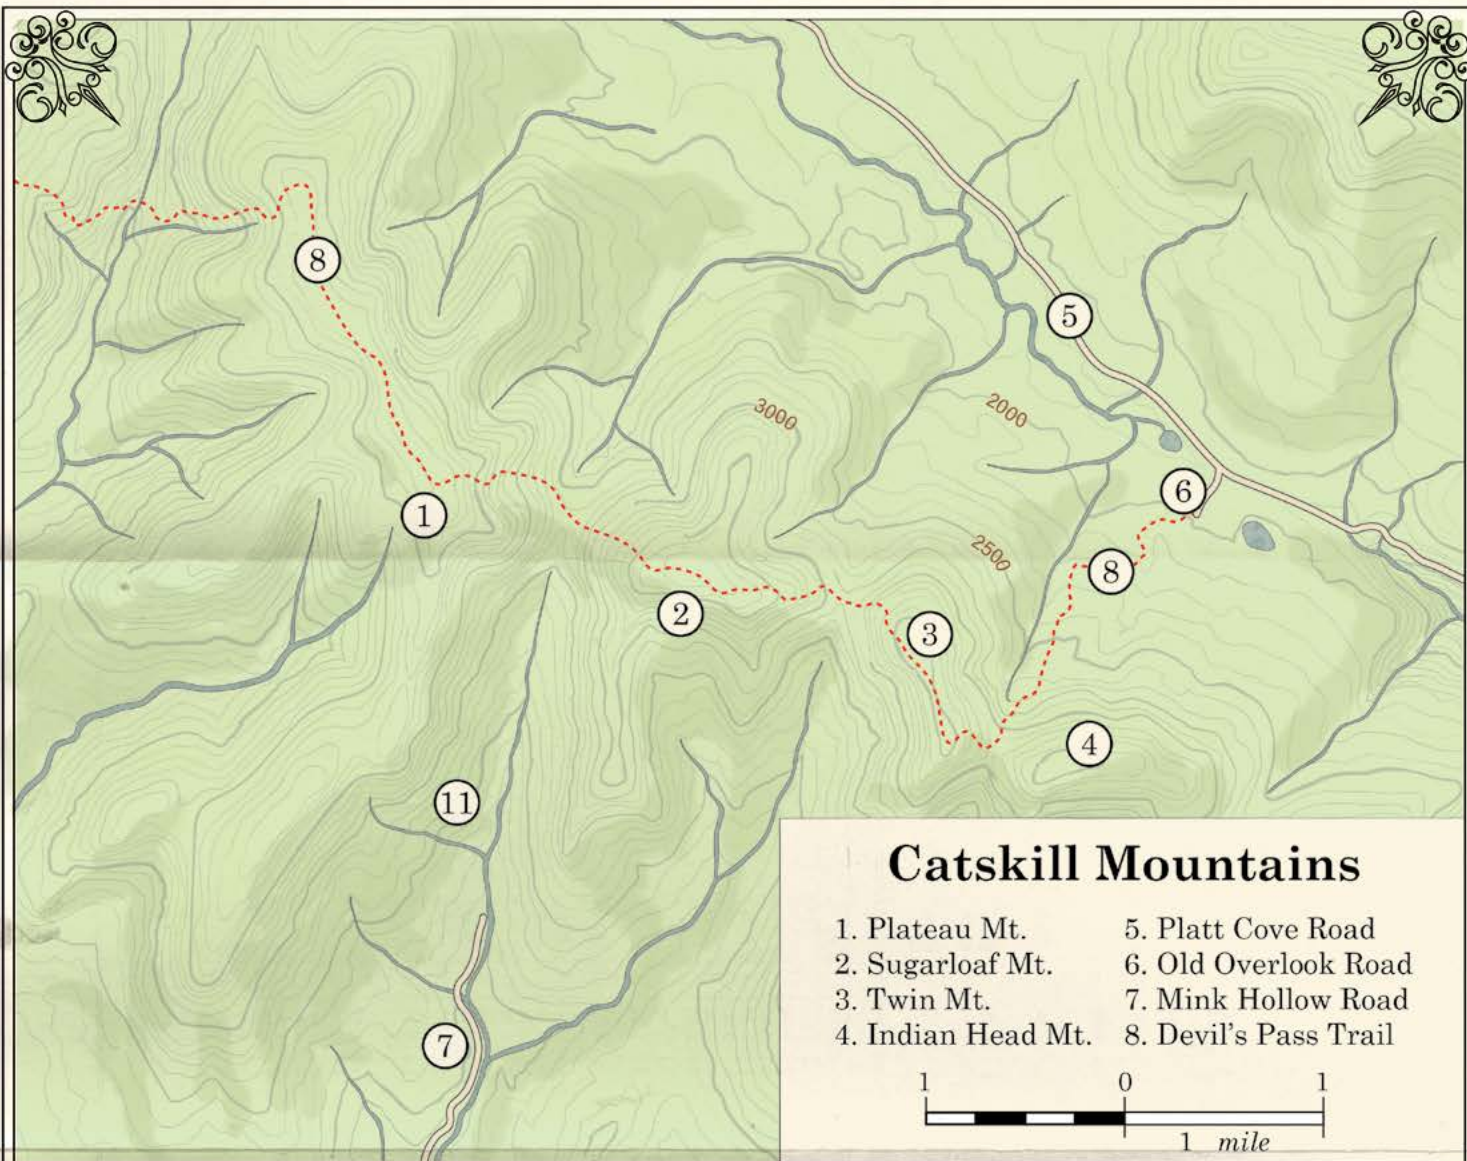 8
5
3000
2000
6
1
2500
8
2
3
4
11
7
Catskill Mountains
1. Plateau Mt.
2. Sugarloaf Mt.
3. Twin Mt.
4. Indian Head Mt.
5. Platt Cove Road
6. Old Overlook Road
7. Mink Hollow Road
8. Devil's Pass Trail
1 0 1
1 mile